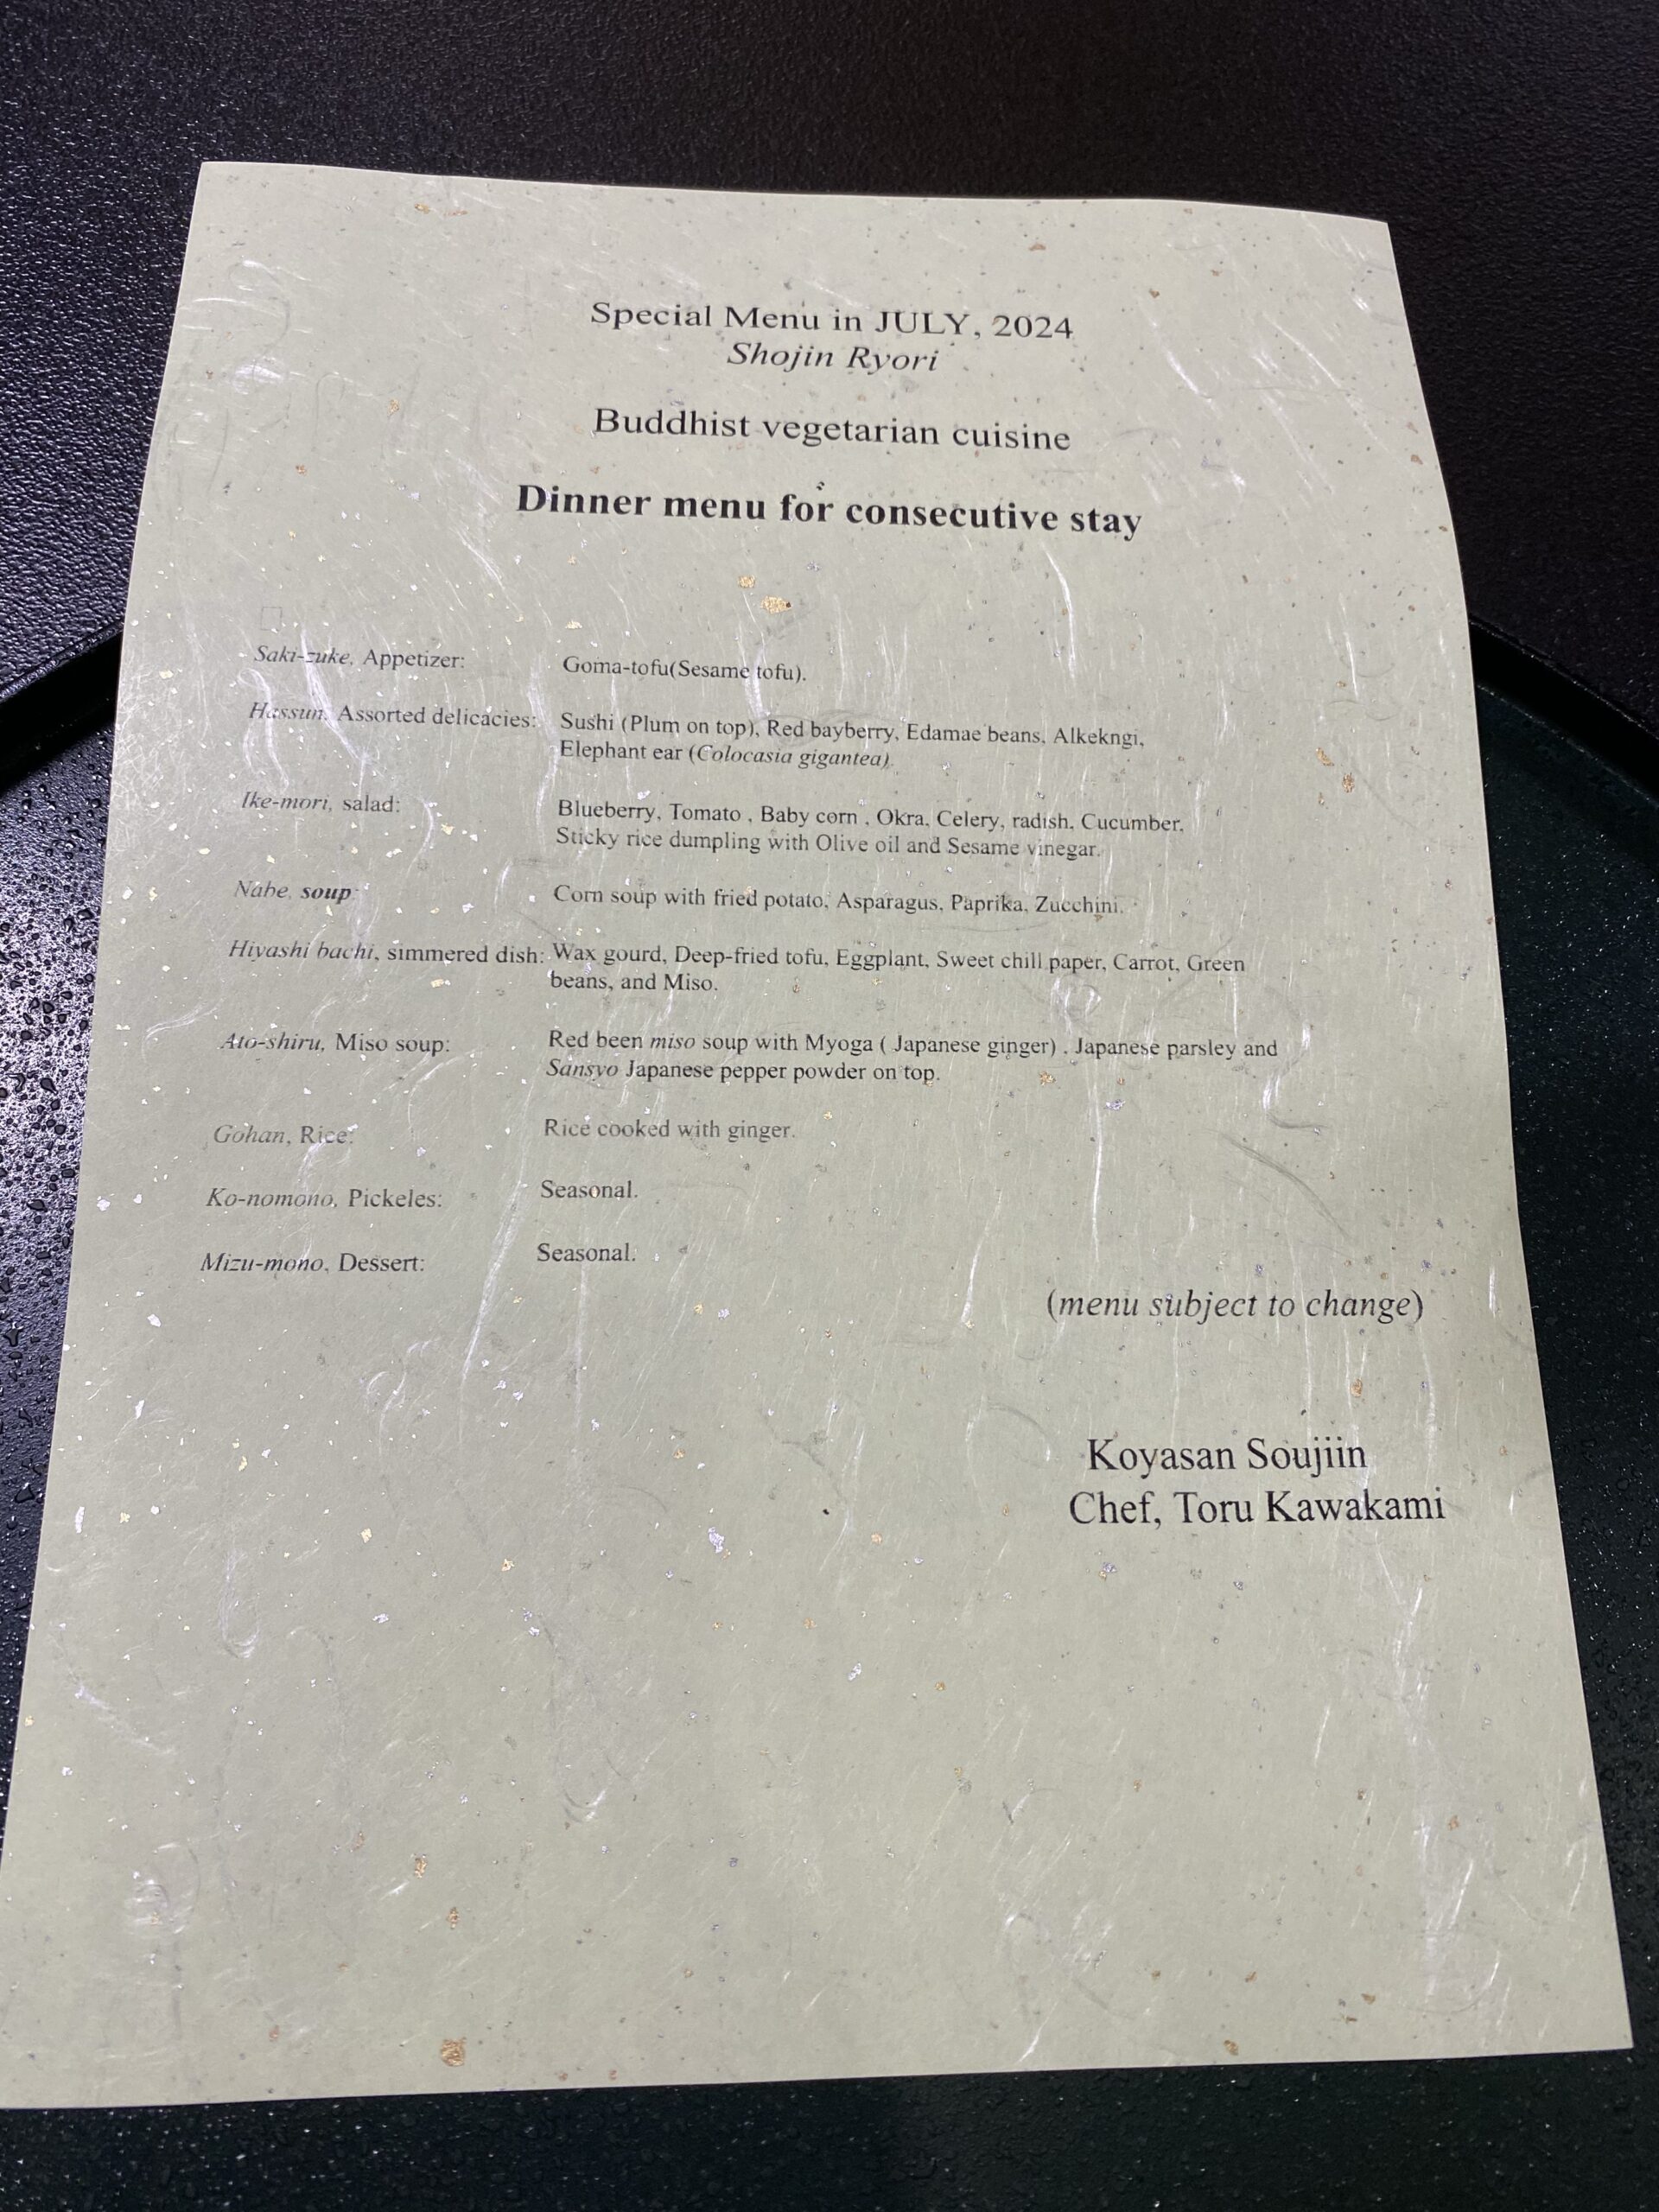 Special Menu in JULY, 2024
Shojin Ryori
Buddhist vegetarian cuisine
Dinner menu for consecutive stay
Saki-zuke, Appetizer: Goma-tofu(Sesame tofu).
Hassun, Assorted delicacies: Sushi (Plum on top), Red bayberry, Edamae beans, Alkekngi,
Elephant ear (Colocasia gigantea)
Ike-mori, salad: Blueberry, Tomato , Baby corn , Okra, Celery, radish, Cucumber,
Sticky rice dumpling with Olive oil and Sesame vinegar.
Nabe, soup: Corn soup with fried potato, Asparagus, Paprika, Zucchini.
Hiyashi bachi, simmered dish: Wax gourd, Deep-fried tofu, Eggplant, Sweet chill paper, Carrot, Green
beans, and Miso.
Ato-shiru, Miso soup: Red been miso soup with Myoga ( Japanese ginger) , Japanese parsley and
Sansyo Japanese pepper powder on top.
Gohan, Rice: Rice cooked with ginger.
Ko-nomono, Pickeles: Seasonal.
Mizu-mono, Dessert: Seasonal.
(menu subject to change)
Koyasan Soujiin
Chef, Toru Kawakami